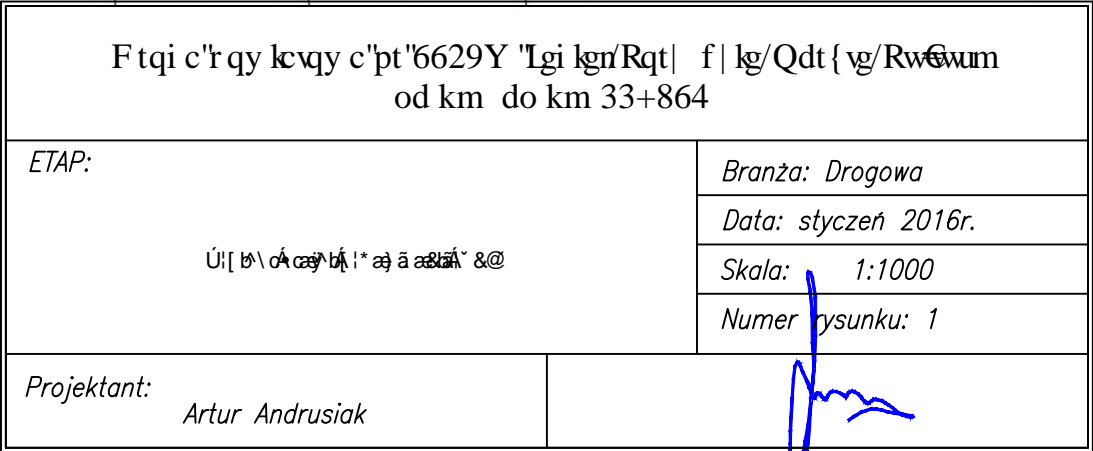 od km do km 33+864
ETAP:
Branża: Drogowa
Data: styczeń 2016r.
Skala: 1:1000
Numer rysunku: 1
Projektant:
Artur Andrusiak